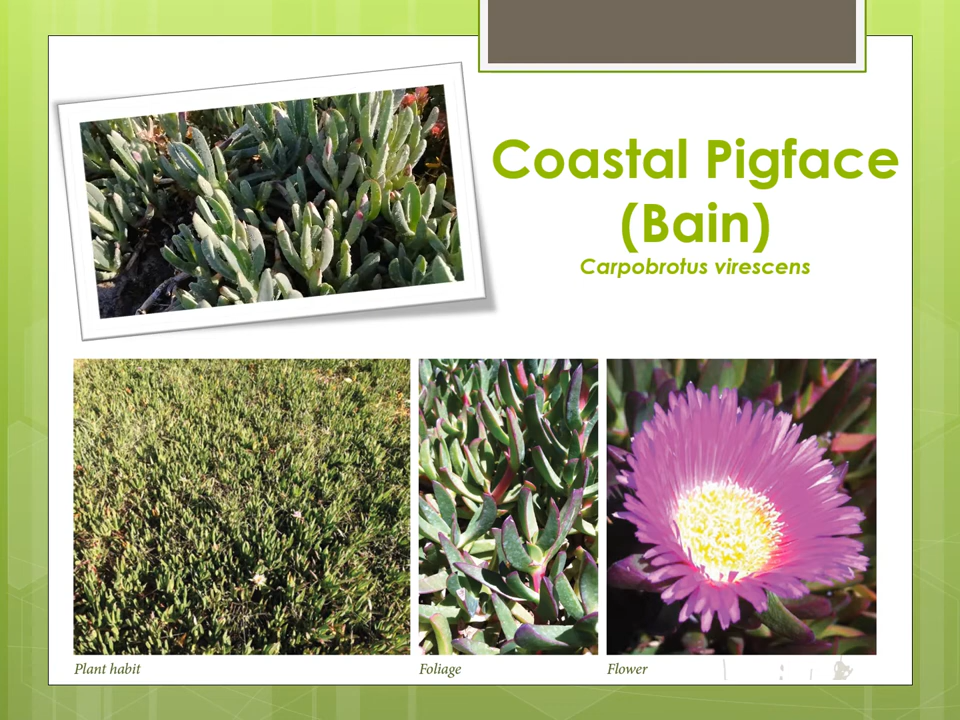 Coastal Pigface
(Bain)
Carpobrotus virescens
Plant habit
Foliage
Flower